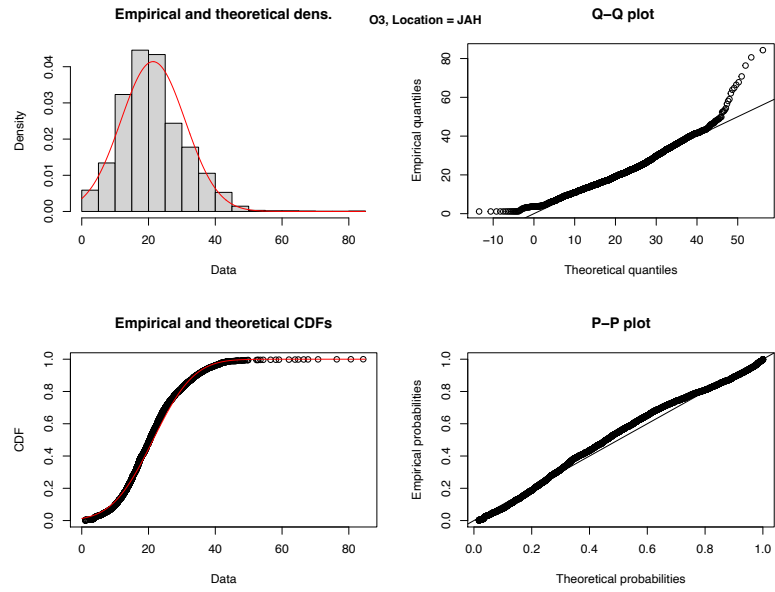 O3, Location = JAH
Empirical and theoretical dens.
Density
0.00 0.01 0.02 0.03 0.04
0 20 40 60 80
Data
Q−Q plot
Empirical quantiles
0 20 40 60 80
−10 0 10 20 30 40 50
Theoretical quantiles
Empirical and theoretical CDFs
CDF
0.0 0.2 0.4 0.6 0.8 1.0
0 20 40 60 80
Data
P−P plot
Empirical probabilities
0.0 0.2 0.4 0.6 0.8 1.0
0.0 0.2 0.4 0.6 0.8 1.0
Theoretical probabilities